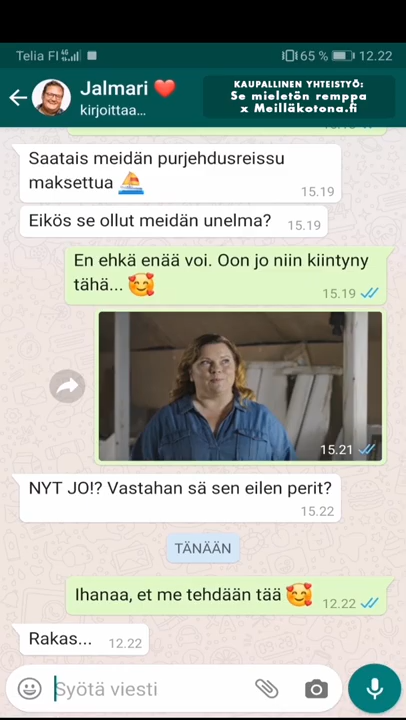 Telia FI 4G 65 % 12.22
Jalmari
kirjoittaa...
KAUPALLINEN YHTEISTYÖ:
Se mieletön remppa
x Meilläkotona.fi
Saatais meidän purjehdusreissu
maksettua
15.19
Eikös se ollut meidän unelma? 15.19
En ehkä enää voi. Oon jo niin kiintyny
tähä...
15.19
15.21
NYT JO!? Vastahan sä sen eilen perit?
15.22
TÄNÄÄN
Ihanaa, et me tehdään tää 12.22
Rakas... 12.22
Syötä viesti